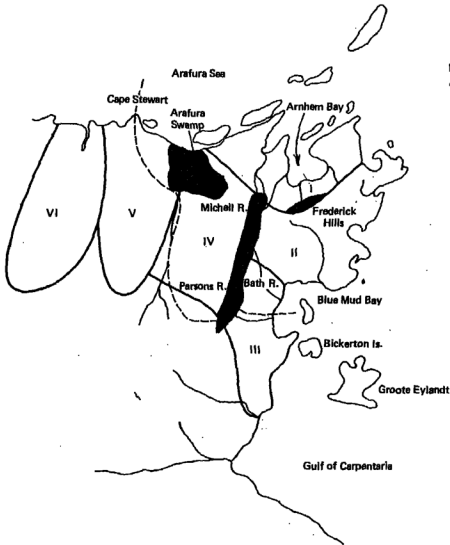 Arafura Sea
Cape Stewart
Arafura
Swamp
Arnhem Bay
Michell R.
Frederick
Hills
VI
V
IV
II
Parsons R.
Bath R.
Blue Mud Bay
III
Bickerton Is.
Groote Eylandt
Gulf of Carpentaria